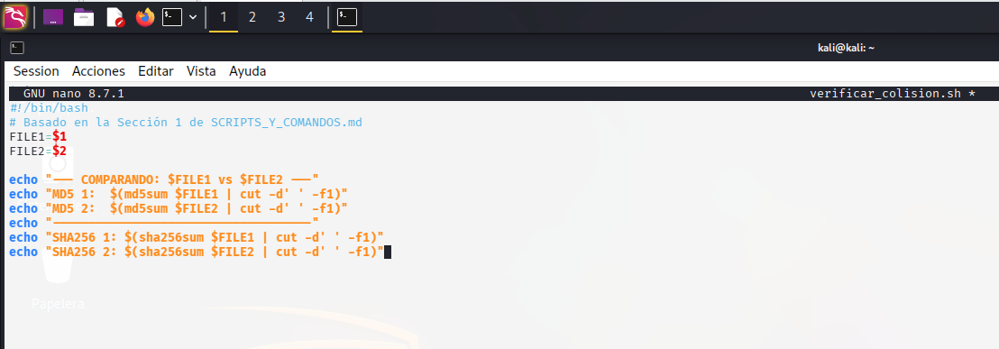 1 2 3 4
kali@kali: ~
Session Acciones Editar Vista Ayuda
GNU nano 8.7.1 verificar_colision.sh *
#!/bin/bash
# Basado en la Sección 1 de SCRIPTS_Y_COMANDOS.md
FILE1=$1
FILE2=$2
echo "--- COMPARANDO: $FILE1 vs $FILE2 ---"
echo "MD5 1:  $(md5sum $FILE1 | cut -d' ' -f1)"
echo "MD5 2:  $(md5sum $FILE2 | cut -d' ' -f1)"
echo "------------------------------------"
echo "SHA256 1: $(sha256sum $FILE1 | cut -d' ' -f1)"
echo "SHA256 2: $(sha256sum $FILE2 | cut -d' ' -f1)"
Papelera